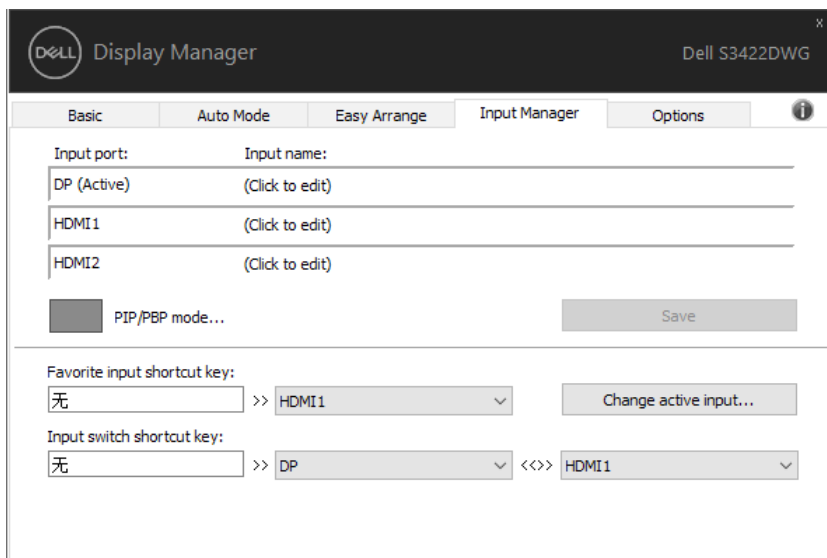 x
DELL Display Manager Dell S3422DWG
Basic Auto Mode Easy Arrange Input Manager Options i
Input port: Input name:
DP (Active) (Click to edit)
HDMI1 (Click to edit)
HDMI2 (Click to edit)
PIP/PBP mode... Save
Favorite input shortcut key:
无 >> HDMI1 Change active input...
Input switch shortcut key:
无 >> DP <<>> HDMI1